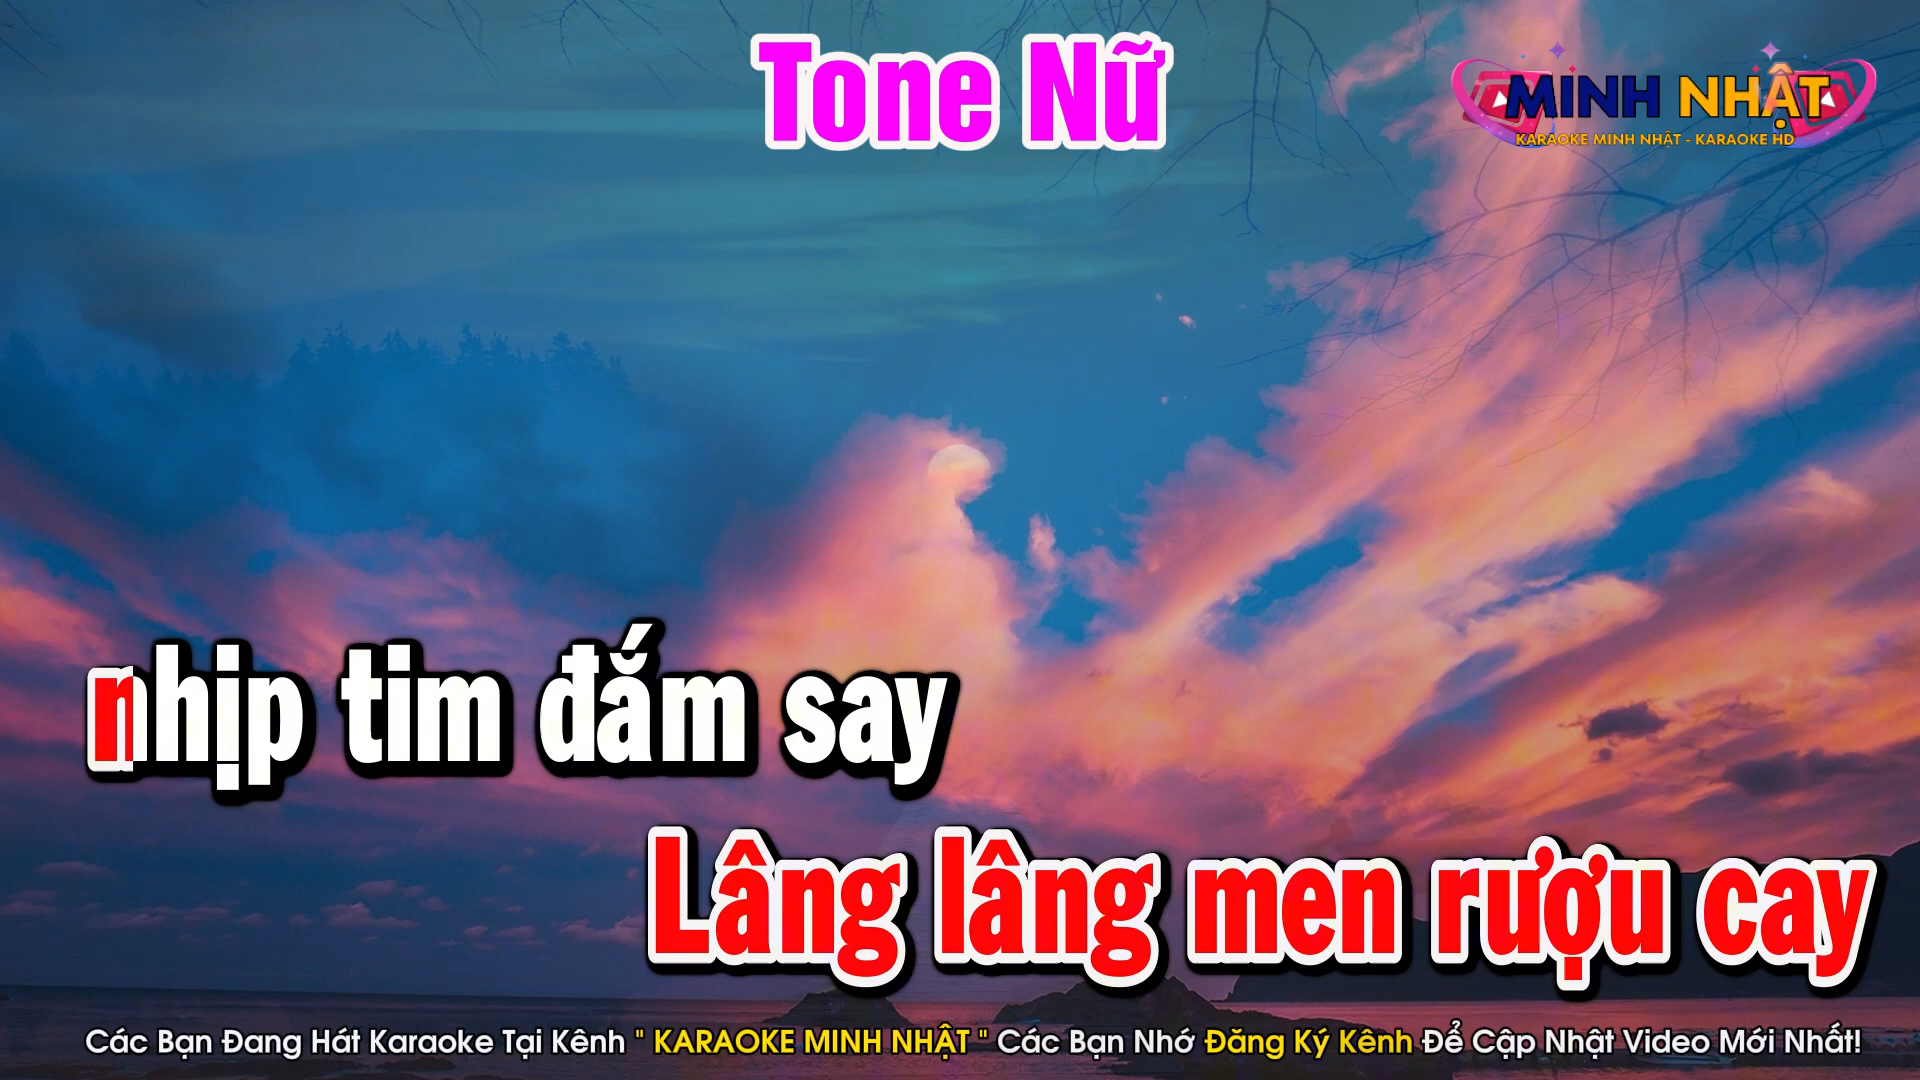 Tone Nữ
MINH NHẬT
KARAOKE MINH NHẬT - KARAOKE HD
nhịp tim đắm say
Lâng lâng men rượu cay
Các Bạn Đang Hát Karaoke Tại Kênh " KARAOKE MINH NHẬT " Các Bạn Nhớ Đăng Ký Kênh Để Cập Nhật Video Mới Nhất!